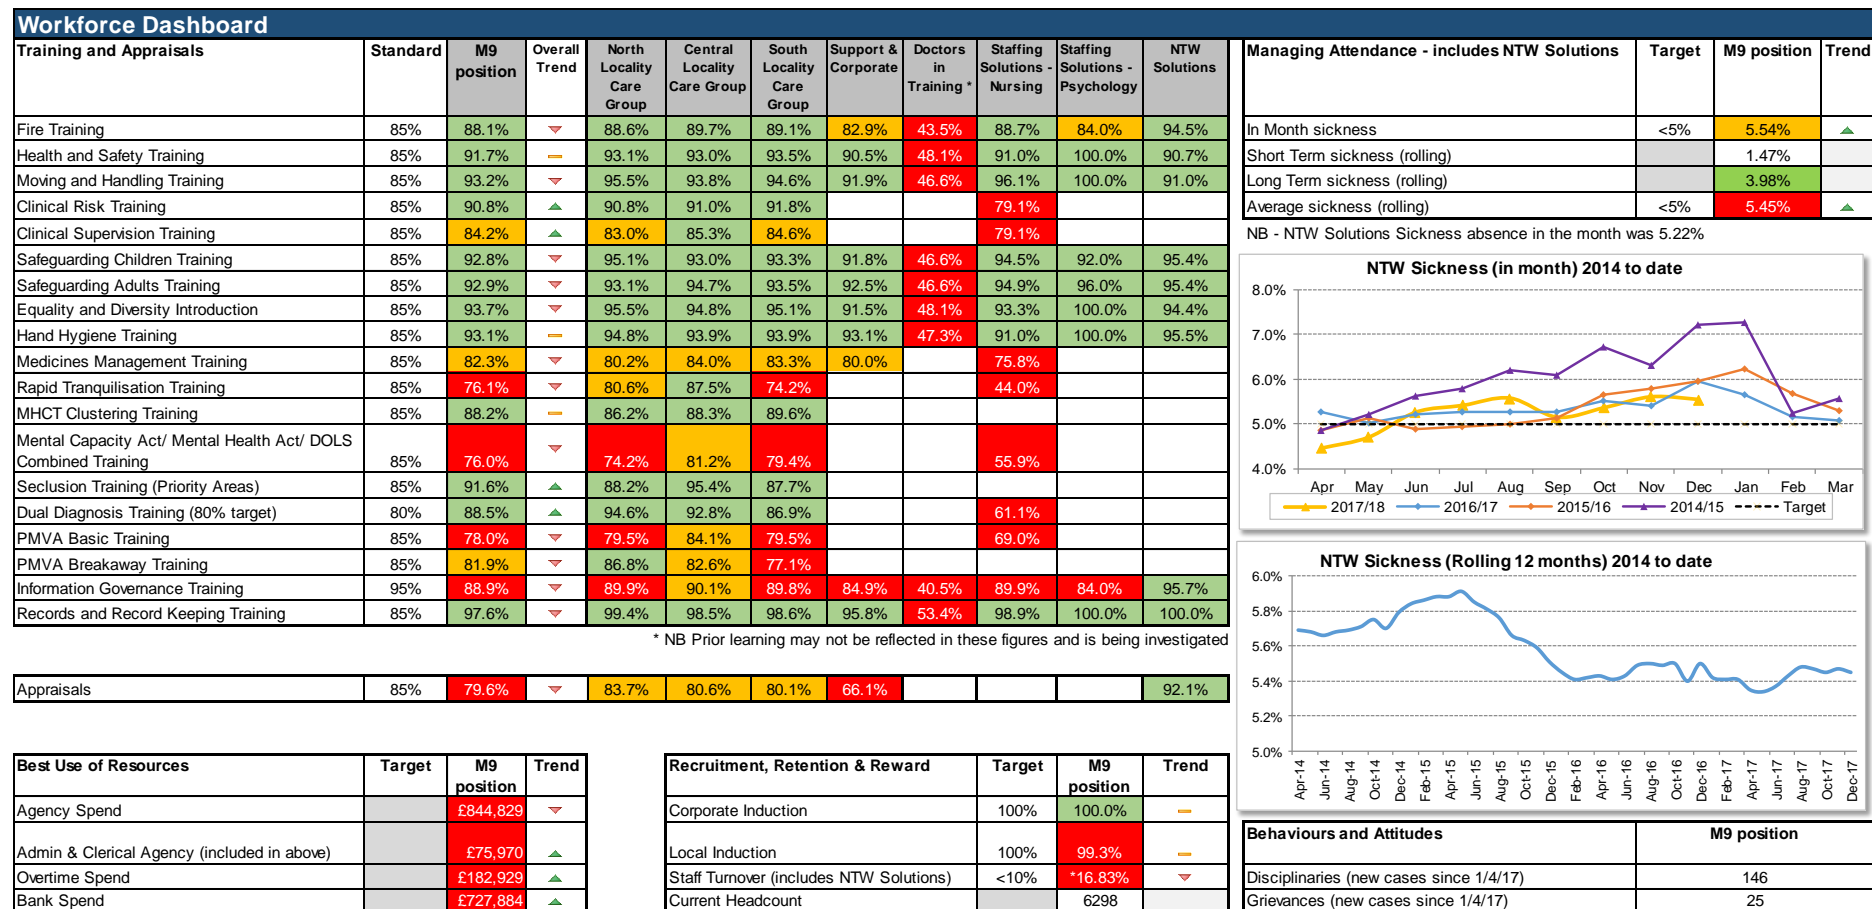 Workforce Dashboard
Training and Appraisals Standard M9 position Overall Trend North Locality Care Group Central Locality Care Group South Locality Care Group Support & Corporate Doctors in Training * Staffing Solutions - Nursing Staffing Solutions - Psychology NTW Solutions
Fire Training 85% 88.1% 88.6% 89.7% 89.1% 82.9% 43.5% 88.7% 84.0% 94.5%
Health and Safety Training 85% 91.7% 93.1% 93.0% 93.5% 90.5% 48.1% 91.0% 100.0% 90.7%
Moving and Handling Training 85% 93.2% 95.5% 93.8% 94.6% 91.9% 46.6% 96.1% 100.0% 91.0%
Clinical Risk Training 85% 90.8% 90.8% 91.0% 91.8% 79.1%
Clinical Supervision Training 85% 84.2% 83.0% 85.3% 84.6% 79.1%
Safeguarding Children Training 85% 92.8% 95.1% 93.0% 93.3% 91.8% 46.6% 94.5% 92.0% 95.4%
Safeguarding Adults Training 85% 92.9% 93.1% 94.7% 93.5% 92.5% 46.6% 94.9% 96.0% 95.4%
Equality and Diversity Introduction 85% 93.7% 95.5% 94.8% 95.1% 91.5% 48.1% 93.3% 100.0% 94.4%
Hand Hygiene Training 85% 93.1% 94.8% 93.9% 93.9% 93.1% 47.3% 91.0% 100.0% 95.5%
Medicines Management Training 85% 82.3% 80.2% 84.0% 83.3% 80.0% 75.8%
Rapid Tranquilisation Training 85% 76.1% 80.6% 87.5% 74.2% 44.0%
MHCT Clustering Training 85% 88.2% 86.2% 88.3% 89.6%
Mental Capacity Act/ Mental Health Act/ DOLS
Combined Training 85% 76.0% 74.2% 81.2% 79.4% 55.9%
Seclusion Training (Priority Areas) 85% 91.6% 88.2% 95.4% 87.7%
Dual Diagnosis Training (80% target) 80% 88.5% 94.6% 92.8% 86.9% 61.1%
PMVA Basic Training 85% 78.0% 79.5% 84.1% 79.5% 69.0%
PMVA Breakaway Training 85% 81.9% 86.8% 82.6% 77.1%
Information Governance Training 95% 88.9% 89.9% 90.1% 89.8% 84.9% 40.5% 89.9% 84.0% 95.7%
Records and Record Keeping Training 85% 97.6% 99.4% 98.5% 98.6% 95.8% 53.4% 98.9% 100.0% 100.0%
* NB Prior learning may not be reflected in these figures and is being investigated
Appraisals 85% 79.6% 83.7% 80.6% 80.1% 66.1% 92.1%
Managing Attendance - includes NTW Solutions Target M9 position Trend
In Month sickness <5% 5.54%
Short Term sickness (rolling) 1.47%
Long Term sickness (rolling) 3.98%
Average sickness (rolling) <5% 5.45%
NB - NTW Solutions Sickness absence in the month was 5.22%
NTW Sickness (in month) 2014 to date
8.0%
7.0%
6.0%
5.0%
4.0%
Apr May Jun Jul Aug Sep Oct Nov Dec Jan Feb Mar
2017/18 2016/17 2015/16 2014/15 Target
NTW Sickness (Rolling 12 months) 2014 to date
6.0%
5.8%
5.6%
5.4%
5.2%
5.0%
Apr-14 Jun-14 Aug-14 Oct-14 Dec-14 Feb-15 Apr-15 Jun-15 Aug-15 Oct-15 Dec-15 Feb-16 Apr-16 Jun-16 Aug-16 Oct-16 Dec-16 Feb-17 Apr-17 Jun-17 Aug-17 Oct-17 Dec-17
Best Use of Resources Target M9 position Trend
Agency Spend £844,829
Admin & Clerical Agency (included in above) £75,970
Overtime Spend £182,929
Bank Spend £727,884
Recruitment, Retention & Reward Target M9 position Trend
Corporate Induction 100% 100.0%
Local Induction 100% 99.3%
Staff Turnover (includes NTW Solutions) <10% *16.83%
Current Headcount 6298
Behaviours and Attitudes M9 position
Disciplinaries (new cases since 1/4/17) 146
Grievances (new cases since 1/4/17) 25